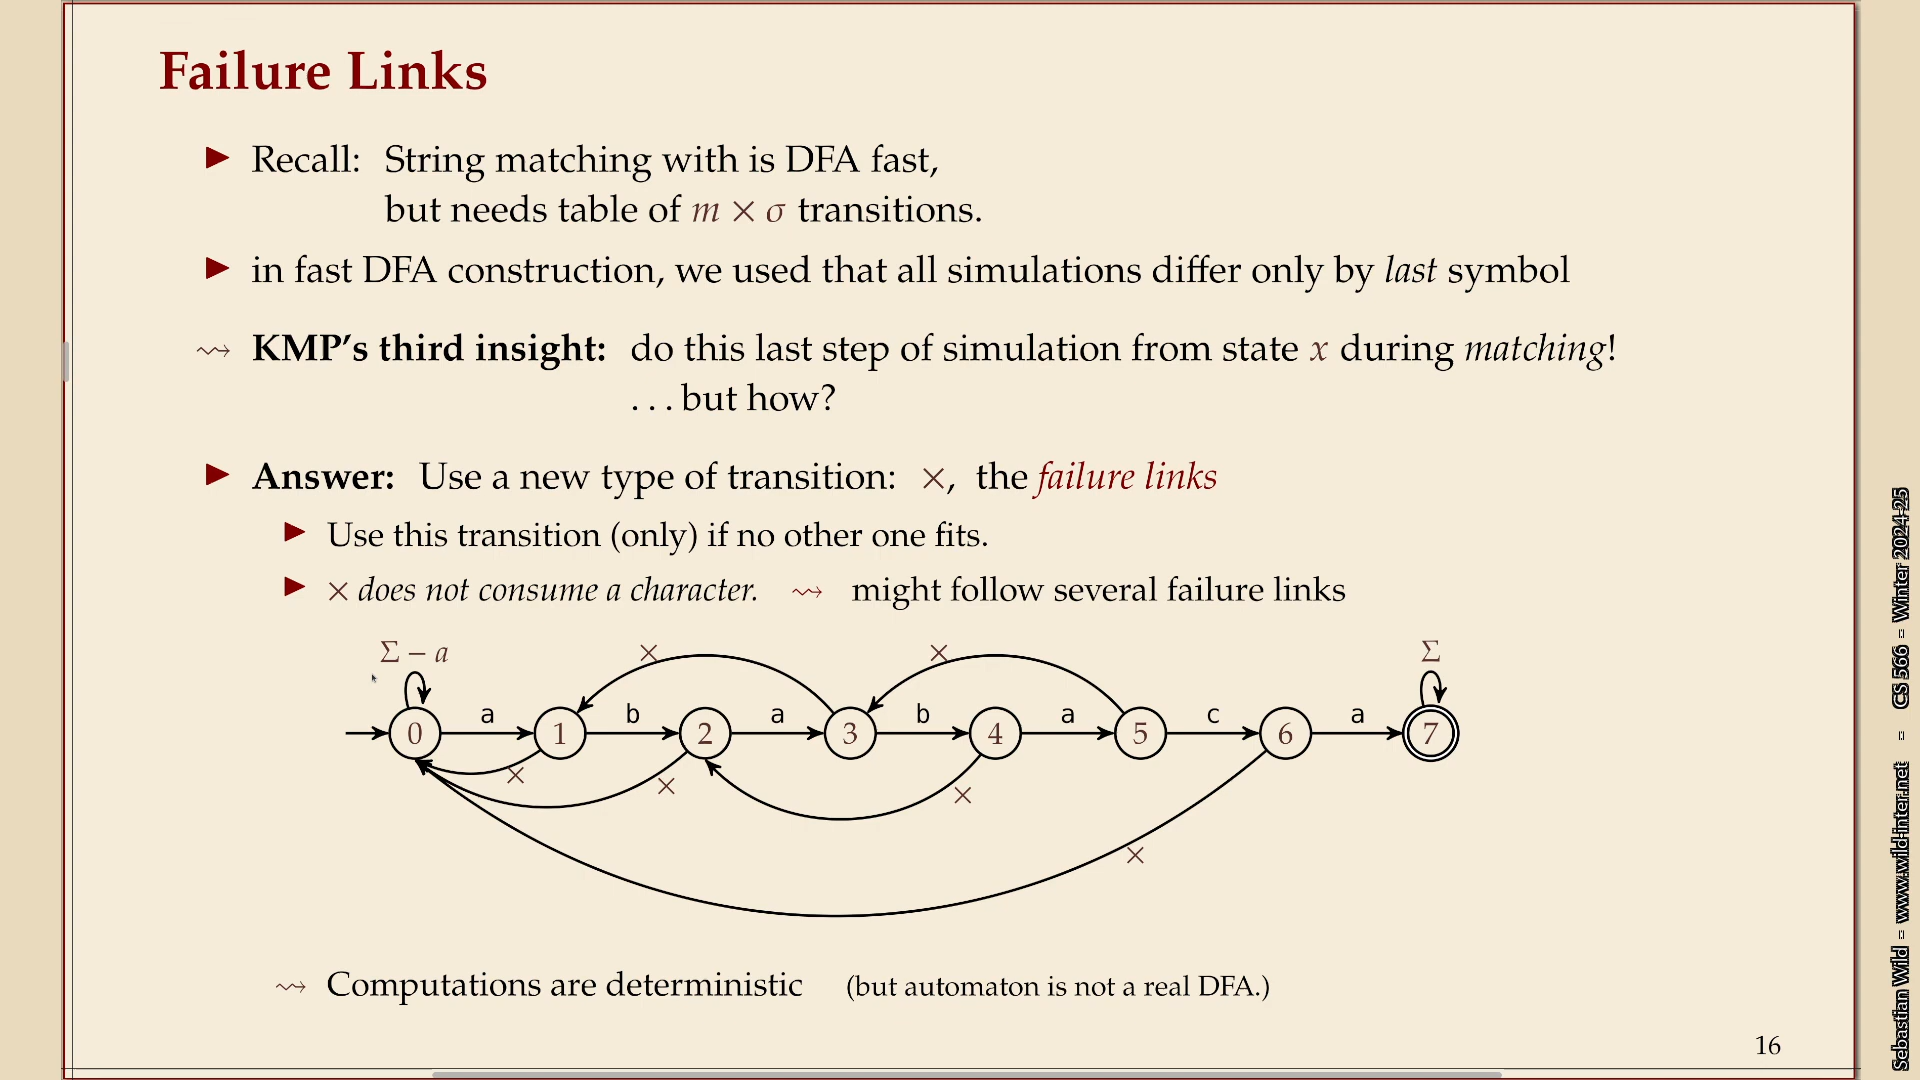 Failure Links
▶ Recall: String matching with is DFA fast,
but needs table of m × σ transitions.
▶ in fast DFA construction, we used that all simulations differ only by last symbol
⇝ KMP’s third insight: do this last step of simulation from state x during matching!
. . . but how?
▶ Answer: Use a new type of transition: ×, the failure links
▶ Use this transition (only) if no other one fits.
▶ × does not consume a character. ⇝ might follow several failure links
Σ − a × × Σ
0 a 1 b 2 a 3 b 4 a 5 c 6 a 7
× × ×
×
⇝ Computations are deterministic (but automaton is not a real DFA.)
16
Sebastian Wild – www.wild-inter.net – CS 566 – Winter 2024-25